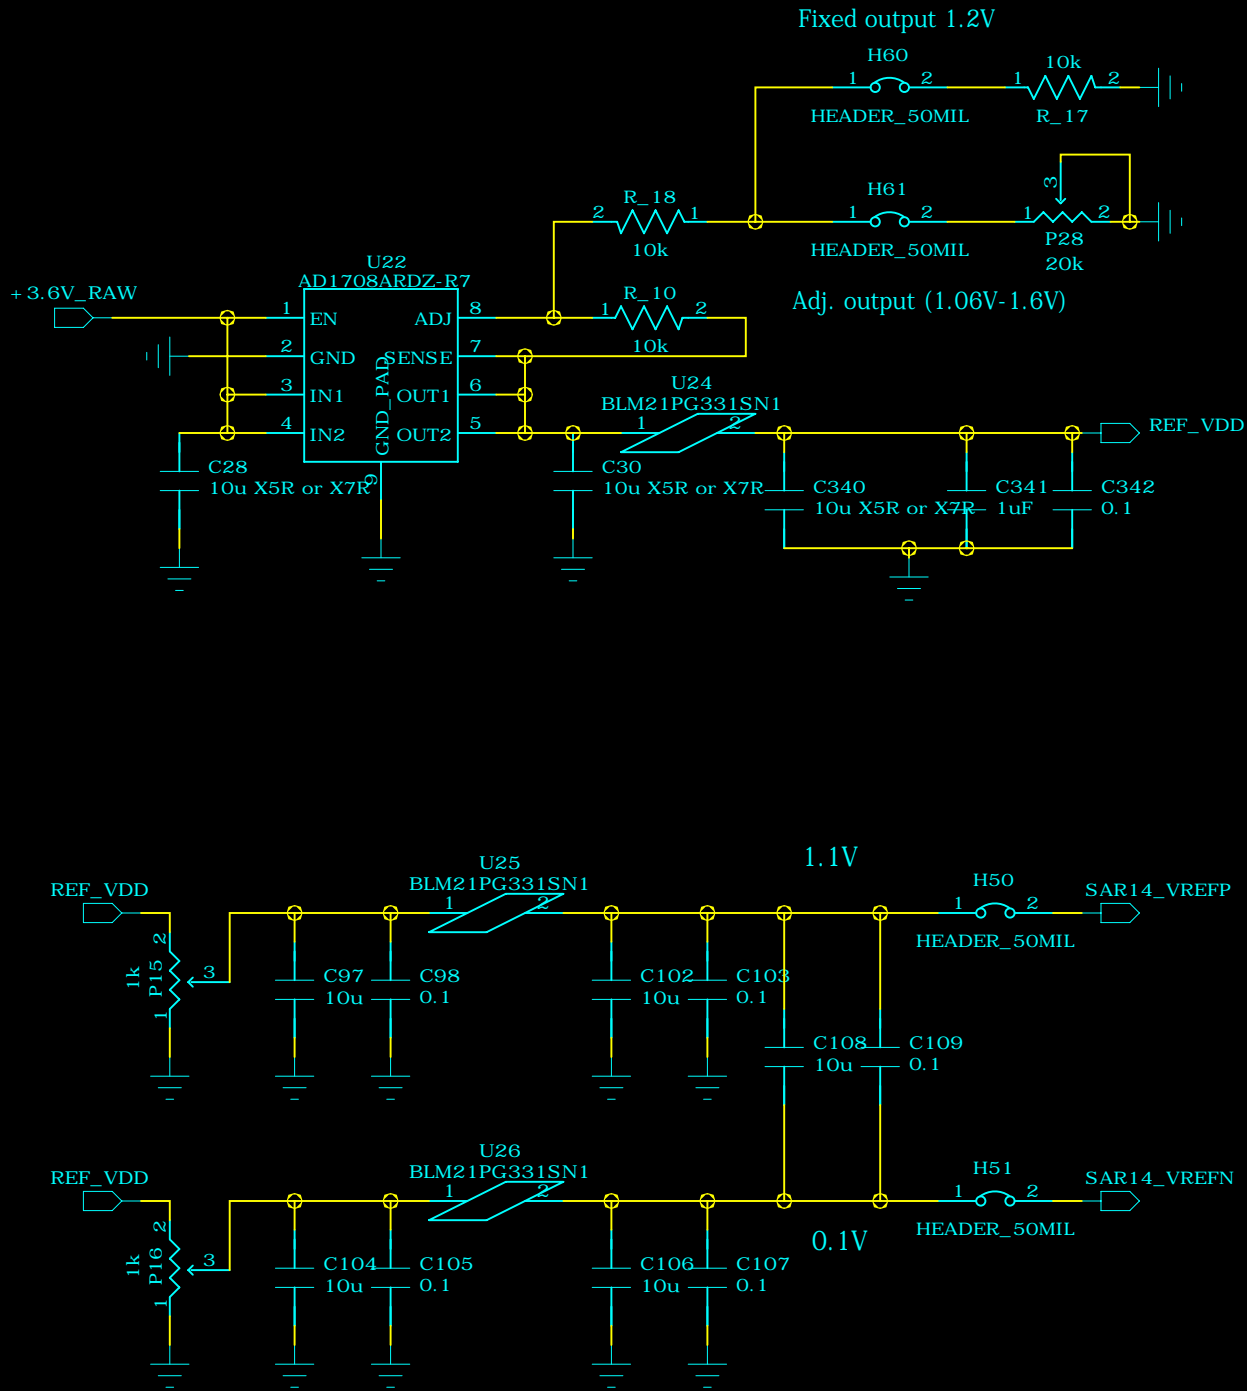 Fixed output 1.2V
H60
1 2
HEADER_50MIL
10k
1 2
R_17
H61
1 2
HEADER_50MIL
3
1 2
P28
20k
R_18
2 1
10k
Adj. output (1.06V-1.6V)
U22
AD1708ARDZ-R7
+3.6V_RAW
1 EN ADJ 8
2 GND SENSE 7
3 IN1 OUT1 6
4 IN2 OUT2 5
GND_PAD
9
R_10
1 2
10k
U24
BLM21PG331SN1
1 2
REF_VDD
C28
10u X5R or X7R
C30
10u X5R or X7R
C340
10u X5R or X7R
C341
1uF
C342
0.1
1.1V
U25
BLM21PG331SN1
1 2
REF_VDD
2
1k
P15
3
1
C97
10u
C98
0.1
C102
10u
C103
0.1
H50
1 2
HEADER_50MIL
SAR14_VREFP
C108
10u
C109
0.1
U26
BLM21PG331SN1
1 2
REF_VDD
2
1k
P16
3
1
C104
10u
C105
0.1
C106
10u
C107
0.1
0.1V
H51
1 2
HEADER_50MIL
SAR14_VREFN